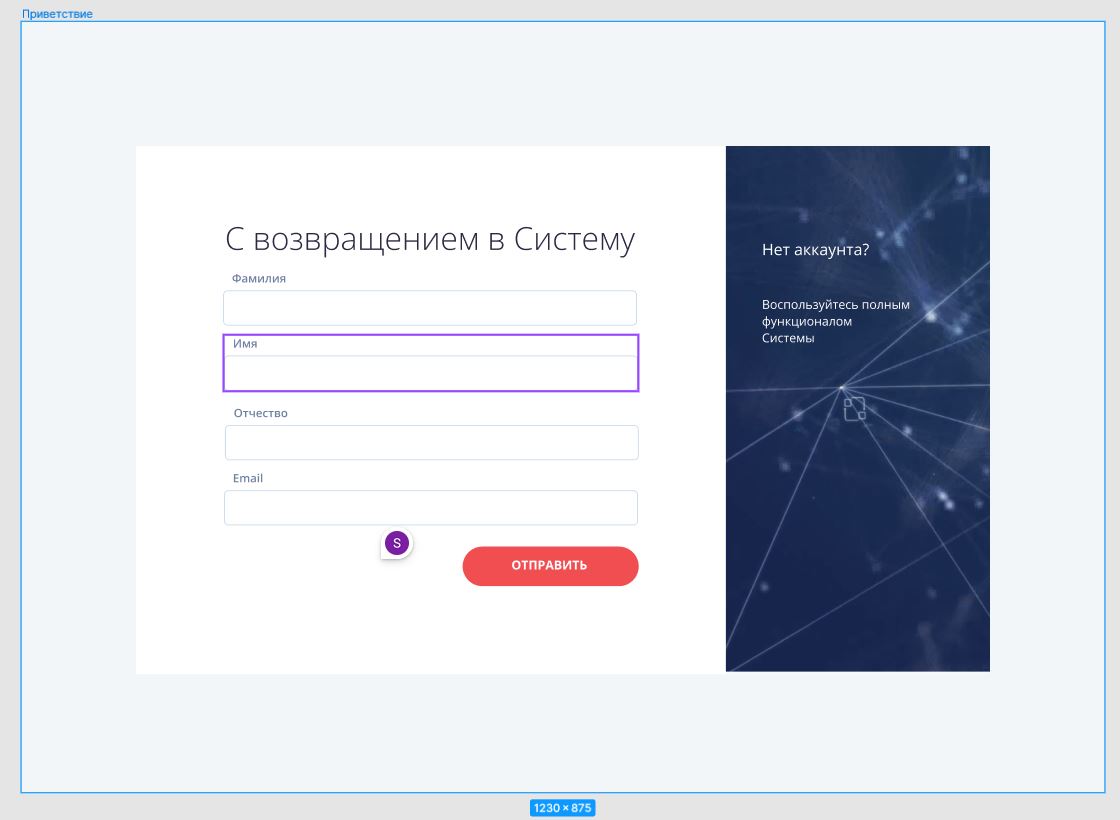 Приветствие
С возвращением в Систему
Фамилия
Имя
Отчество
Email
S
ОТПРАВИТЬ
Нет аккаунта?
Воспользуйтесь полным
функционалом
Системы
1230 × 875